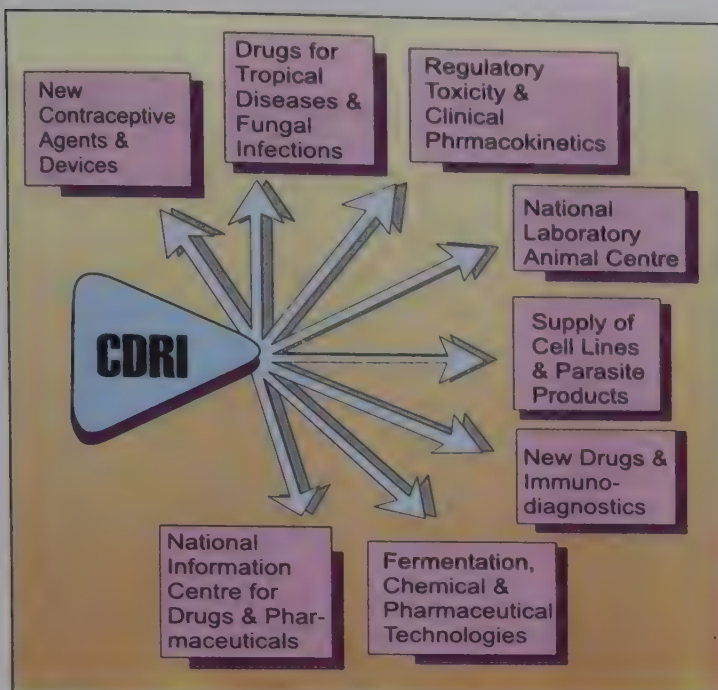 New
Contraceptive
Agents &
Devices
Drugs for
Tropical
Diseases &
Fungal
Infections
Regulatory
Toxicity &
Clinical
Phrmacokinetics
National
Laboratory
Animal Centre
CDRI
Supply of
Cell Lines
& Parasite
Products
New Drugs &
Immuno-
diagnostics
National
Information
Centre for
Drugs & Phar-
maceuticals
Fermentation,
Chemical &
Pharmaceutical
Technologies